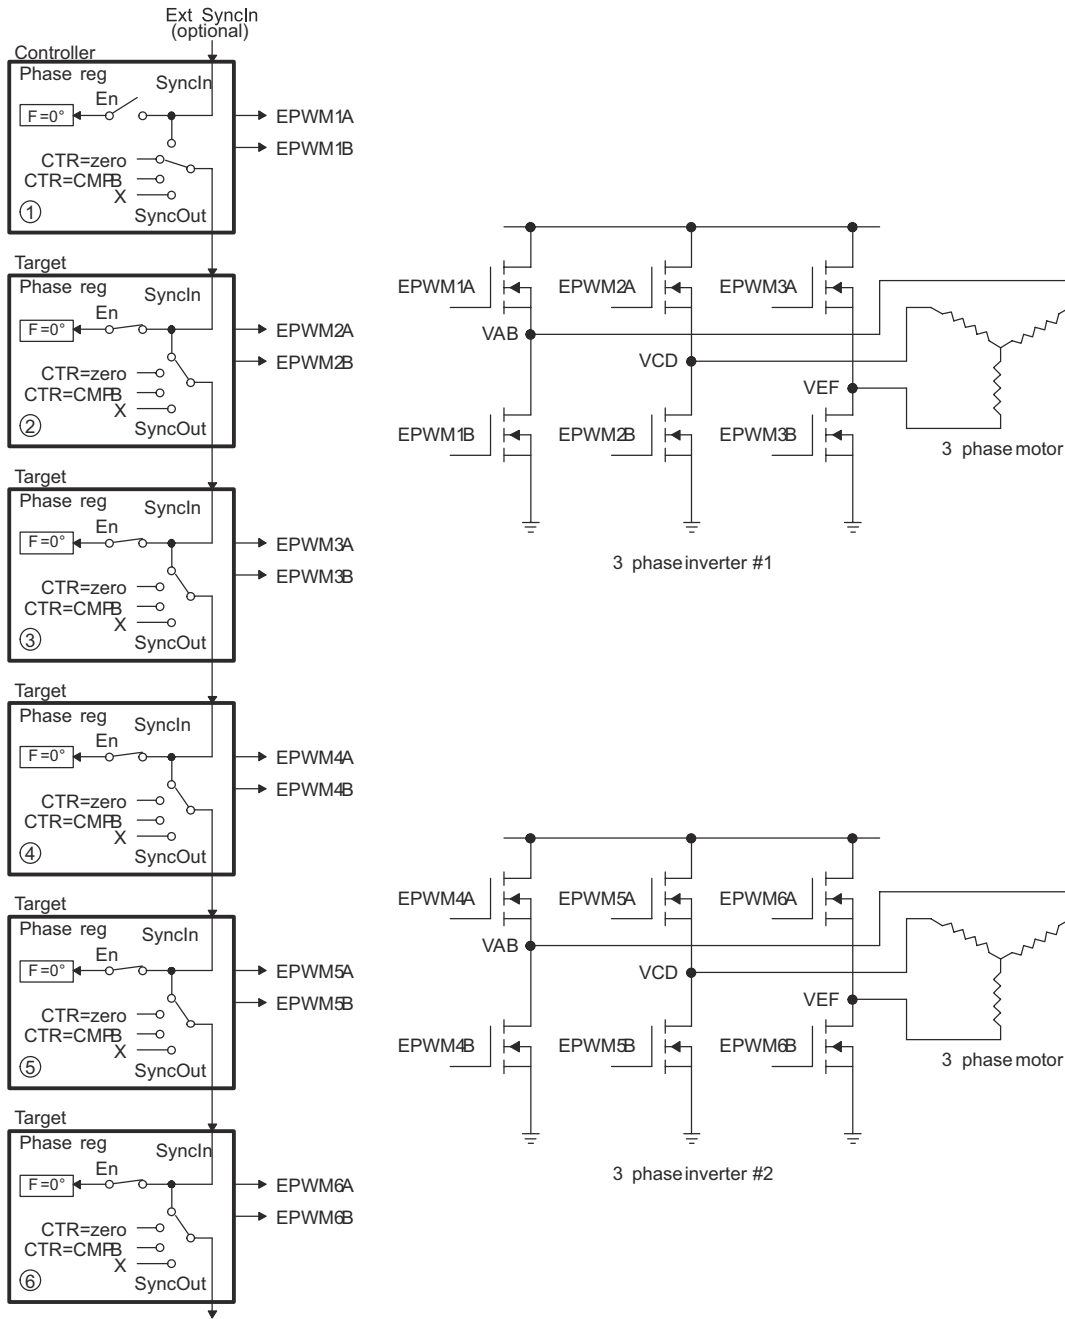 Ext SyncIn
(optional)
Controller
Phase reg
SyncIn
En
F=0°
EPWM1A
EPWM1B
CTR=zero
CTR=CMPB
X
1
SyncOut
Target
Phase reg
SyncIn
En
F=0°
EPWM2A
EPWM2B
CTR=zero
CTR=CMPB
X
2
SyncOut
Target
Phase reg
SyncIn
En
F=0°
EPWM3A
EPWM3B
CTR=zero
CTR=CMPB
X
3
SyncOut
Target
Phase reg
SyncIn
En
F=0°
EPWM4A
EPWM4B
CTR=zero
CTR=CMPB
X
4
SyncOut
Target
Phase reg
SyncIn
En
F=0°
EPWM5A
EPWM5B
CTR=zero
CTR=CMPB
X
5
SyncOut
Target
Phase reg
SyncIn
En
F=0°
EPWM6A
EPWM6B
CTR=zero
CTR=CMPB
X
6
SyncOut
EPWM1A
EPWM2A
EPWM3A
VAB
VCD
VEF
EPWM1B
EPWM2B
EPWM3B
3 phase motor
3 phase inverter #1
EPWM4A
EPWM5A
EPWM6A
VAB
VCD
VEF
EPWM4B
EPWM5B
EPWM6B
3 phase motor
3 phase inverter #2